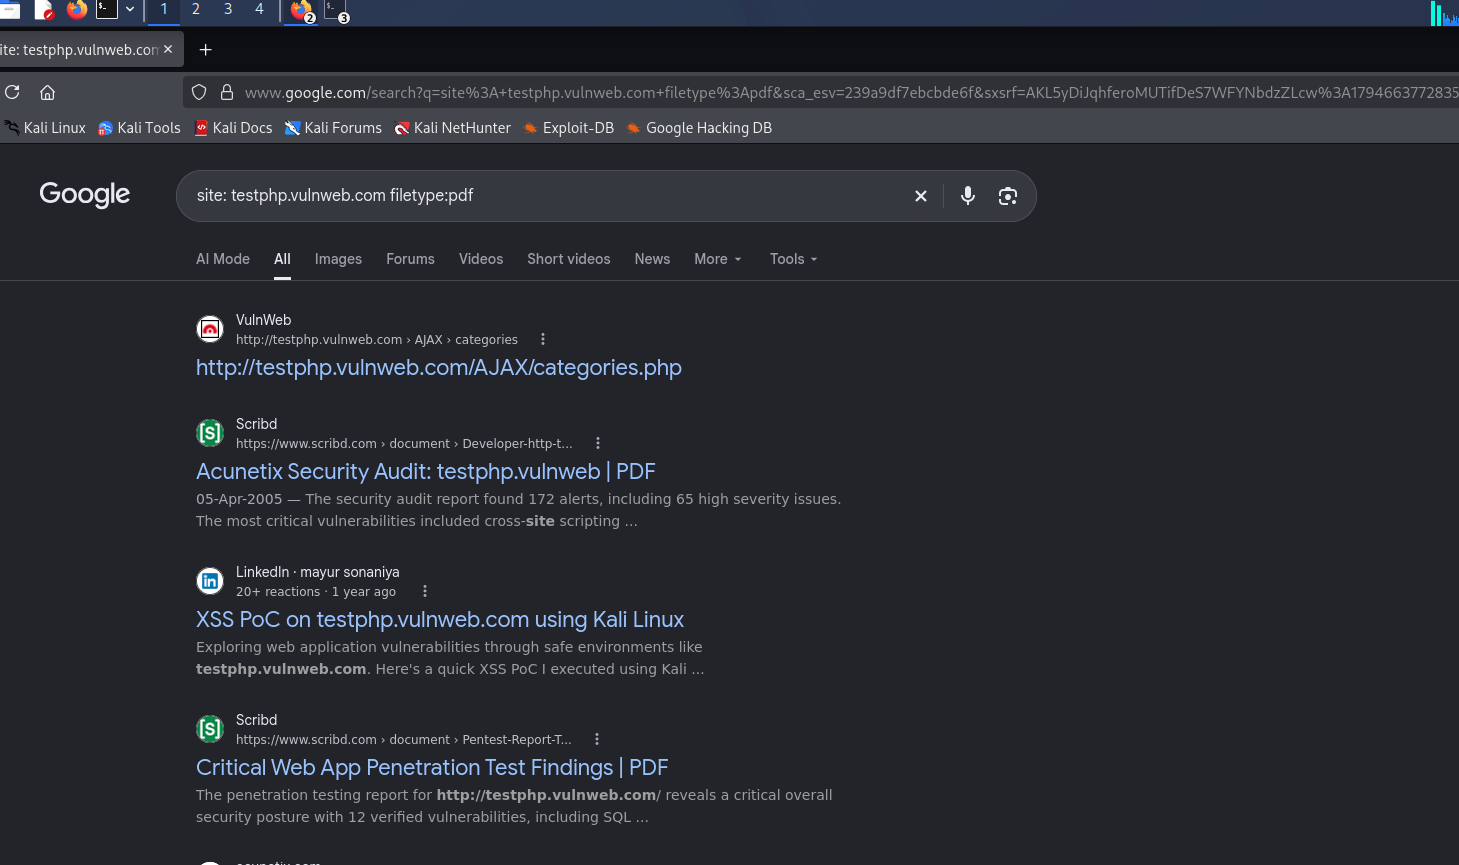 1 2 3 4 2 3
ite: testphp.vulnweb.con
www.google.com/search?q=site%3A+testphp.vulnweb.com+filetype%3Apdf&sca_esv=239a9df7ebcbde6f&sxsrf=AKL5yDiJqhferoMUTifDeS7WFYNbdzZLcw%3A1794663772835
Kali Linux Kali Tools Kali Docs Kali Forums Kali NetHunter Exploit-DB Google Hacking DB
Google site: testphp.vulnweb.com filetype:pdf
AI Mode All Images Forums Videos Short videos News More Tools
VulnWeb
http://testphp.vulnweb.com › AJAX › categories
http://testphp.vulnweb.com/AJAX/categories.php
Scribd
https://www.scribd.com › document › Developer-http-t...
Acunetix Security Audit: testphp.vulnweb | PDF
05-Apr-2005 — The security audit report found 172 alerts, including 65 high severity issues.
The most critical vulnerabilities included cross-site scripting ...
LinkedIn · mayur sonaniya
20+ reactions · 1 year ago
XSS PoC on testphp.vulnweb.com using Kali Linux
Exploring web application vulnerabilities through safe environments like
testphp.vulnweb.com. Here's a quick XSS PoC I executed using Kali ...
Scribd
https://www.scribd.com › document › Pentest-Report-T...
Critical Web App Penetration Test Findings | PDF
The penetration testing report for http://testphp.vulnweb.com/ reveals a critical overall
security posture with 12 verified vulnerabilities, including SQL ...